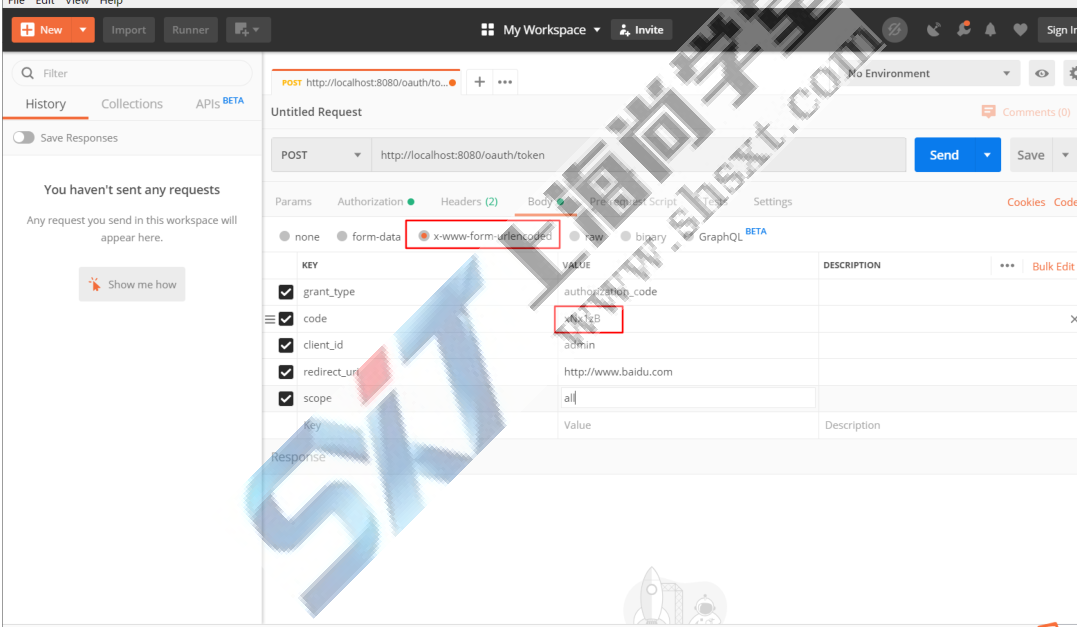 File Edit View Help
New Import Runner My Workspace Invite Sign In
Filter
History Collections APIs BETA
Save Responses
You haven't sent any requests
Any request you send in this workspace will
appear here.
Show me how
POST http://localhost:8080/oauth/to... No Environment
Untitled Request Comments (0)
POST http://localhost:8080/oauth/token Send Save
Params Authorization Headers (2) Body Pre-request Script Tests Settings Cookies Code
none form-data x-www-form-urlencoded raw binary GraphQL BETA
KEY VALUE DESCRIPTION Bulk Edit
grant_type authorization_code
code xNx1zB
client_id admin
redirect_uri http://www.baidu.com
scope all
Key Value Description
Response
上海尚学堂
www.shsxt.com
SXT